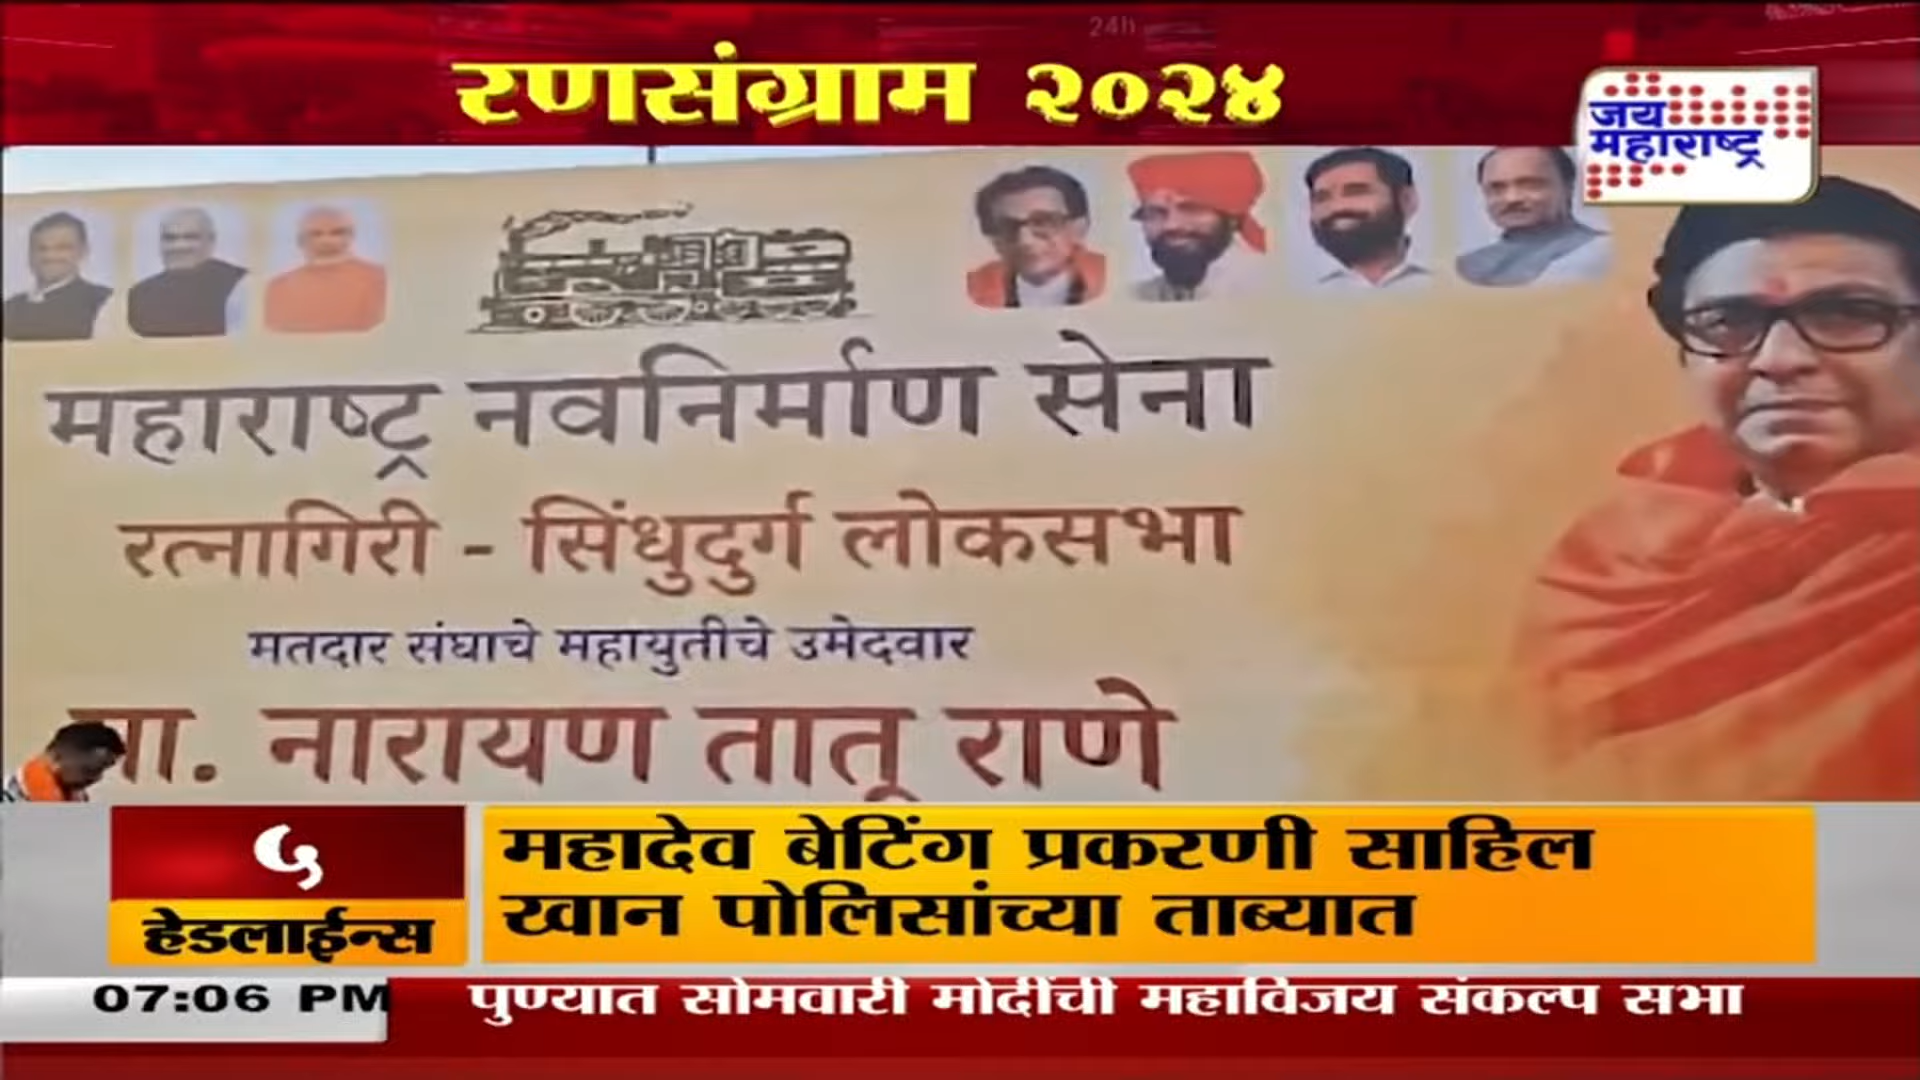 24h
रणसंग्राम २०२४
जय
महाराष्ट्र
महाराष्ट्र नवनिर्माण सेना
रत्नागिरी - सिंधुदुर्ग लोकसभा
मतदार संघाचे महायुतीचे उमेदवार
मा. नारायण तातू राणे
५
हेडलाईन्स
महादेव बेटिंग प्रकरणी साहिल
खान पोलिसांच्या ताब्यात
07:06 PM
पुण्यात सोमवारी मोदींची महाविजय संकल्प सभा